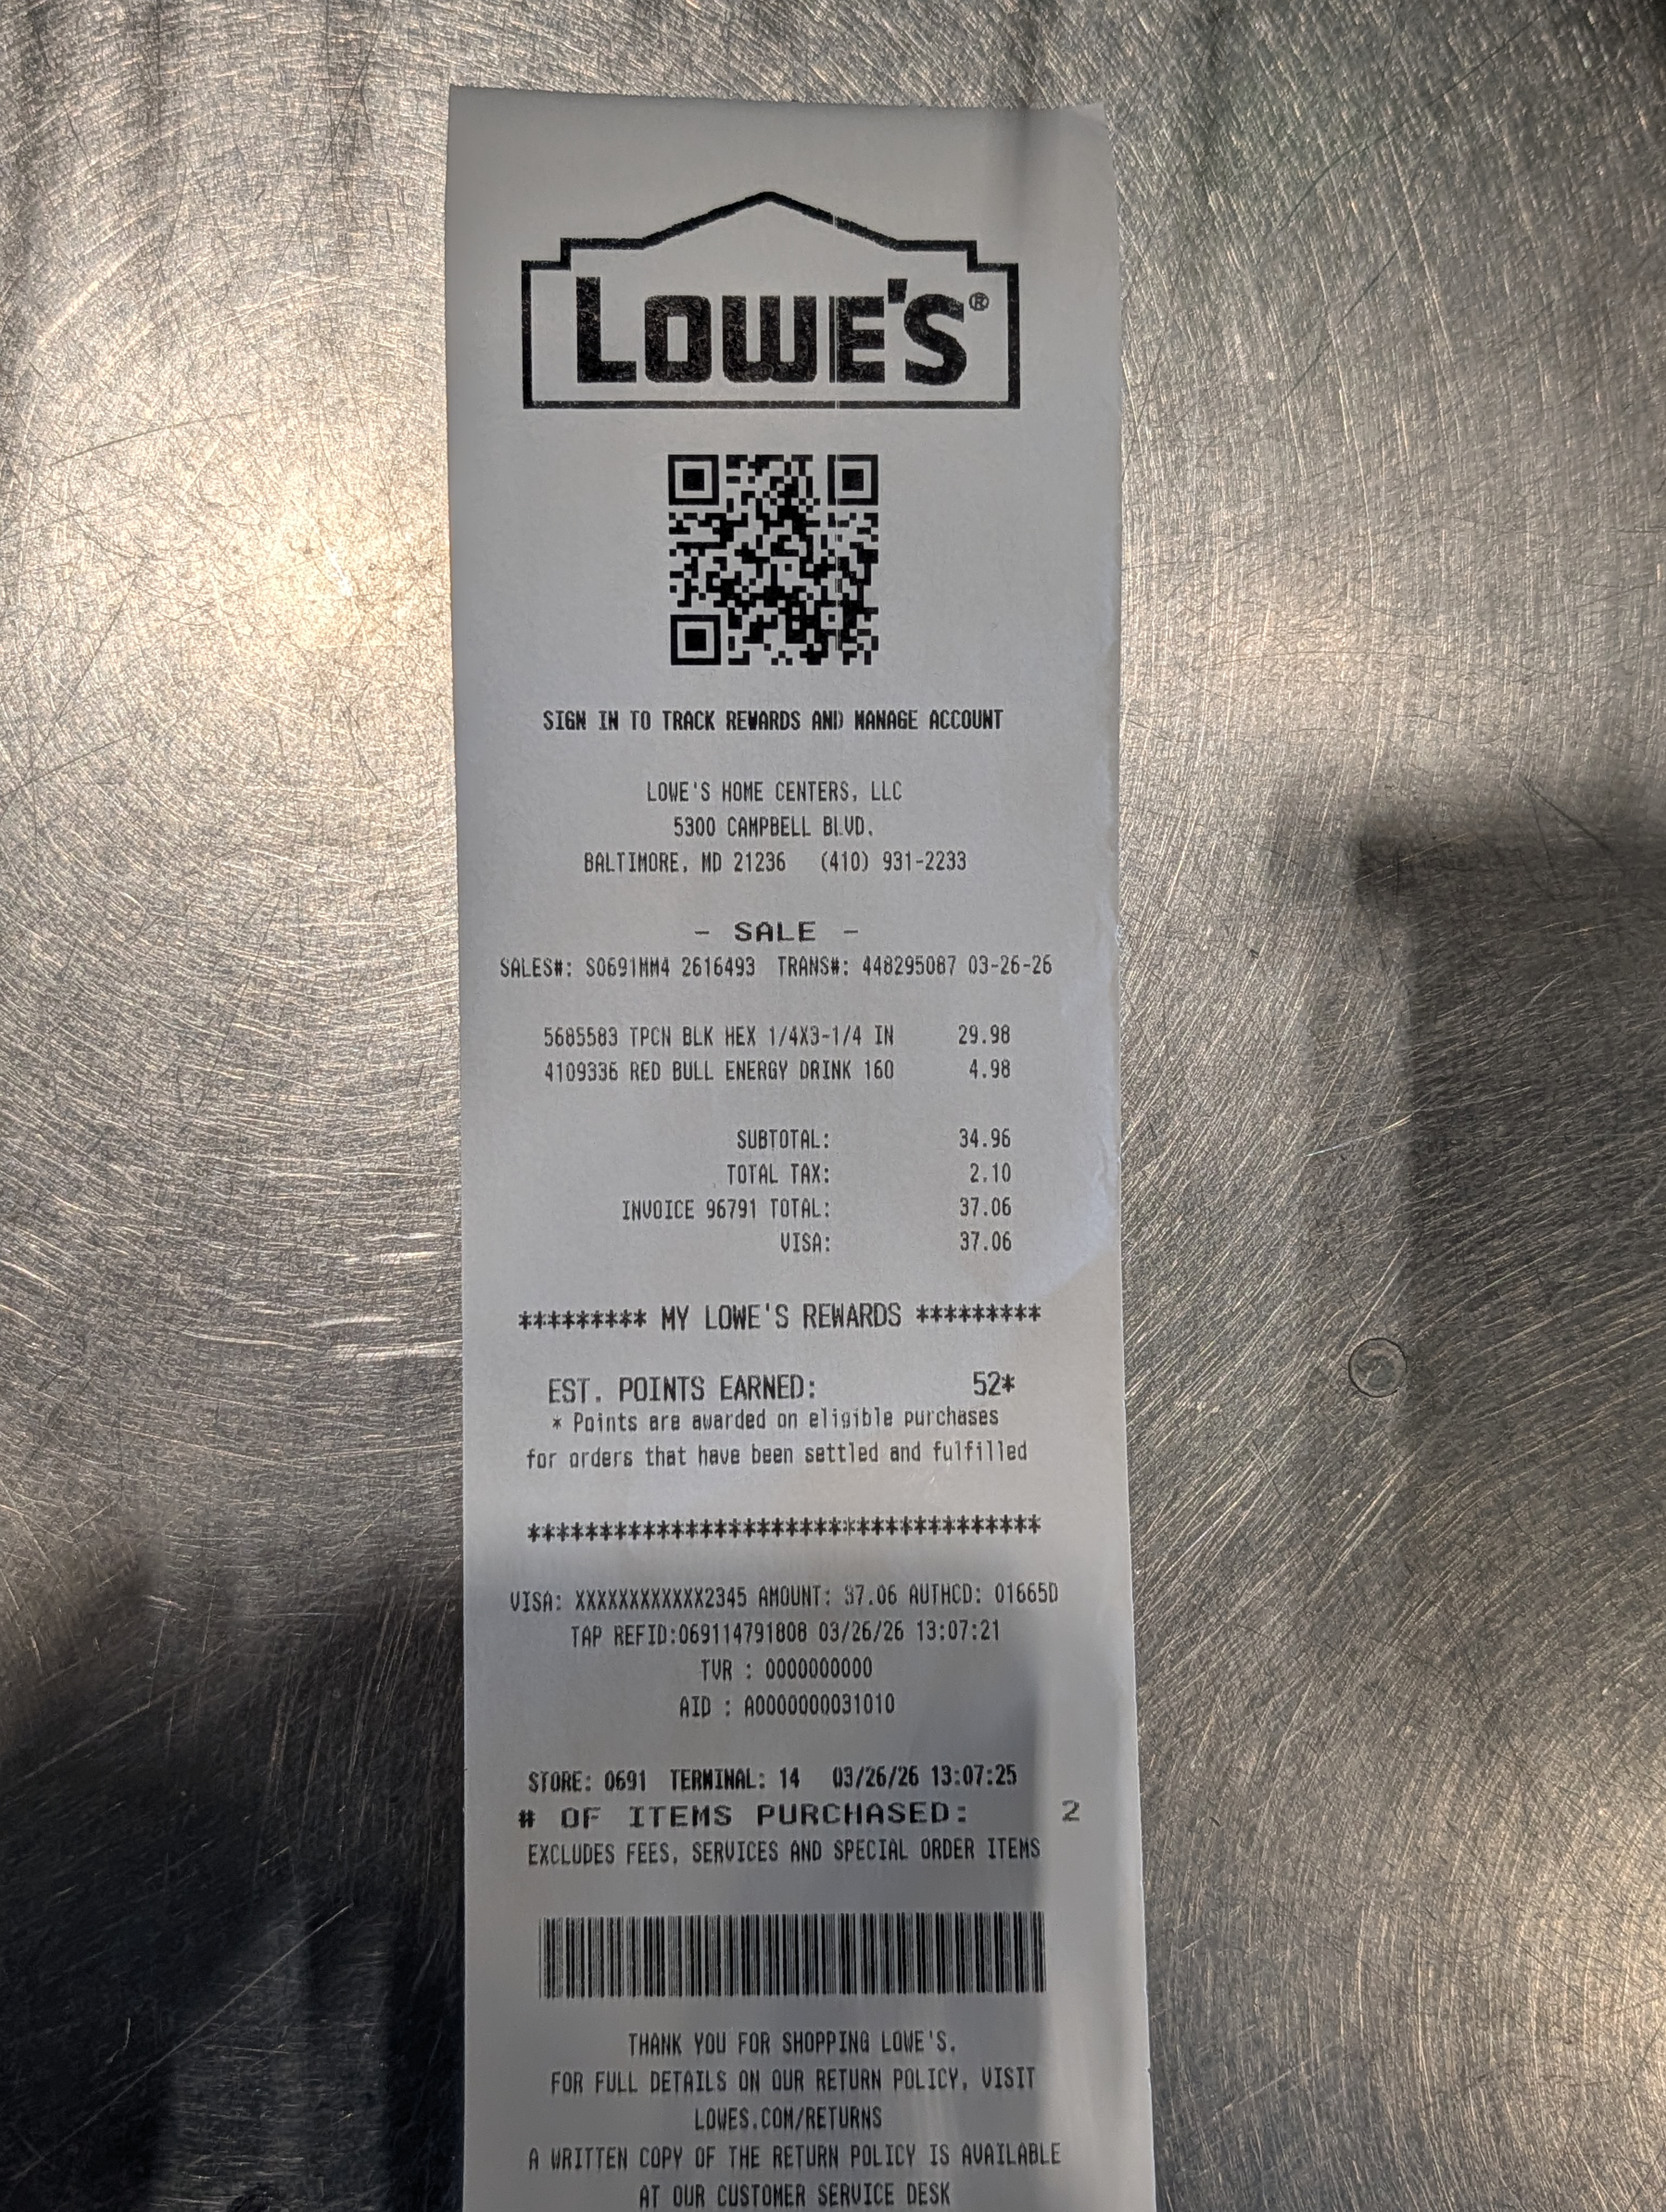 LOWE'S®
SIGN IN TO TRACK REWARDS AND MANAGE ACCOUNT
LOWE'S HOME CENTERS, LLC
5300 CAMPBELL BLVD.
BALTIMORE, MD 21236 (410) 931-2233
- SALE -
SALES#: S0691MM4 2616493 TRANS#: 448295087 03-26-26
5685583 TPCN BLK HEX 1/4X3-1/4 IN 29.98
4109336 RED BULL ENERGY DRINK 160 4.98
SUBTOTAL: 34.96
TOTAL TAX: 2.10
INVOICE 96791 TOTAL: 37.06
VISA: 37.06
********* MY LOWE'S REWARDS *********
EST. POINTS EARNED: 52*
* Points are awarded on eligible purchases
for orders that have been settled and fulfilled
************************************
VISA: XXXXXXXXXXXX2345 AMOUNT: 37.06 AUTHCD: 01665D
TAP REFID:069114791808 03/26/26 13:07:21
TVR : 0000000000
AID : A0000000031010
STORE: 0691 TERMINAL: 14 03/26/26 13:07:25
# OF ITEMS PURCHASED: 2
EXCLUDES FEES, SERVICES AND SPECIAL ORDER ITEMS
THANK YOU FOR SHOPPING LOWE'S.
FOR FULL DETAILS ON OUR RETURN POLICY, VISIT
LOWES.COM/RETURNS
A WRITTEN COPY OF THE RETURN POLICY IS AVAILABLE
AT OUR CUSTOMER SERVICE DESK